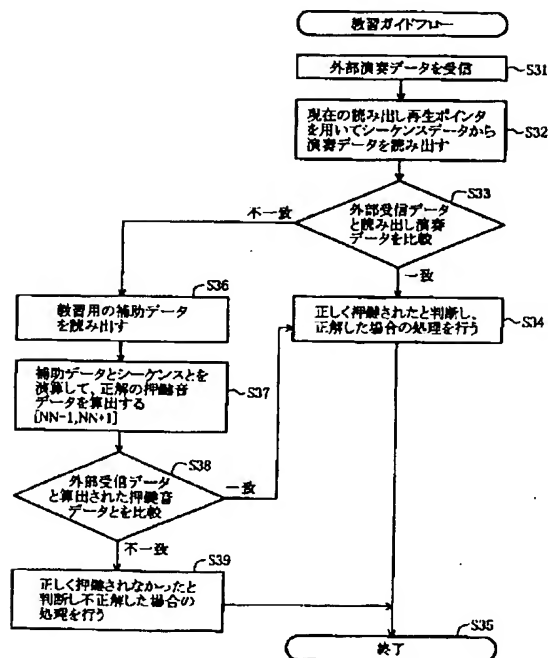 教習ガイドフロー
外部演奏データを受信
S31
現在の読み出し再生ポインタ
を用いてシーケンスデータから
演奏データを読み出す
S32
S33
外部受信データ
と読み出し演奏
データを比較
不一致
一致
S36
教習用の補助データ
を読み出す
正しく押鍵されたと判断し、
正解した場合の処理を行う
S34
補助データとシーケンスとを
演算して、正解の押鍵音
データを算出する
[NN-1,NN+1]
S37
S38
外部受信データ
と算出された押鍵音
データとを比較
一致
不一致
S39
正しく押鍵されなかったと
判断し不正解した場合の
処理を行う
S35
終了